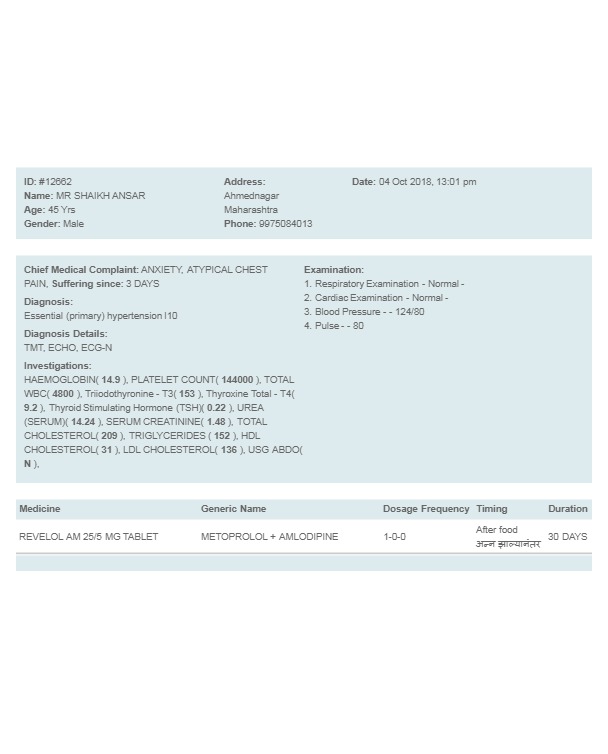 ID: #12662
Name: MR SHAIKH ANSAR
Age: 45 Yrs
Gender: Male
Address:
Ahmednagar
Maharashtra
Phone: 9975084013
Date: 04 Oct 2018, 13:01 pm
Chief Medical Complaint: ANXIETY, ATYPICAL CHEST
PAIN, Suffering since: 3 DAYS
Diagnosis:
Essential (primary) hypertension I10
Diagnosis Details:
TMT, ECHO, ECG-N
Investigations:
HAEMOGLOBIN( 14.9 ), PLATELET COUNT( 144000 ), TOTAL
WBC( 4800 ), Triiodothyronine - T3( 153 ), Thyroxine Total - T4(
9.2 ), Thyroid Stimulating Hormone (TSH)( 0.22 ), UREA
(SERUM)( 14.24 ), SERUM CREATININE( 1.48 ), TOTAL
CHOLESTEROL( 209 ), TRIGLYCERIDES ( 152 ), HDL
CHOLESTEROL( 31 ), LDL CHOLESTEROL( 136 ), USG ABDO(
N ),
Examination:
1. Respiratory Examination - Normal -
2. Cardiac Examination - Normal -
3. Blood Pressure - - 124/80
4. Pulse - - 80
Medicine Generic Name Dosage Frequency Timing Duration
REVELOL AM 25/5 MG TABLET METOPROLOL + AMLODIPINE 1-0-0 After food 30 DAYS
अन्न झाल्यानंतर